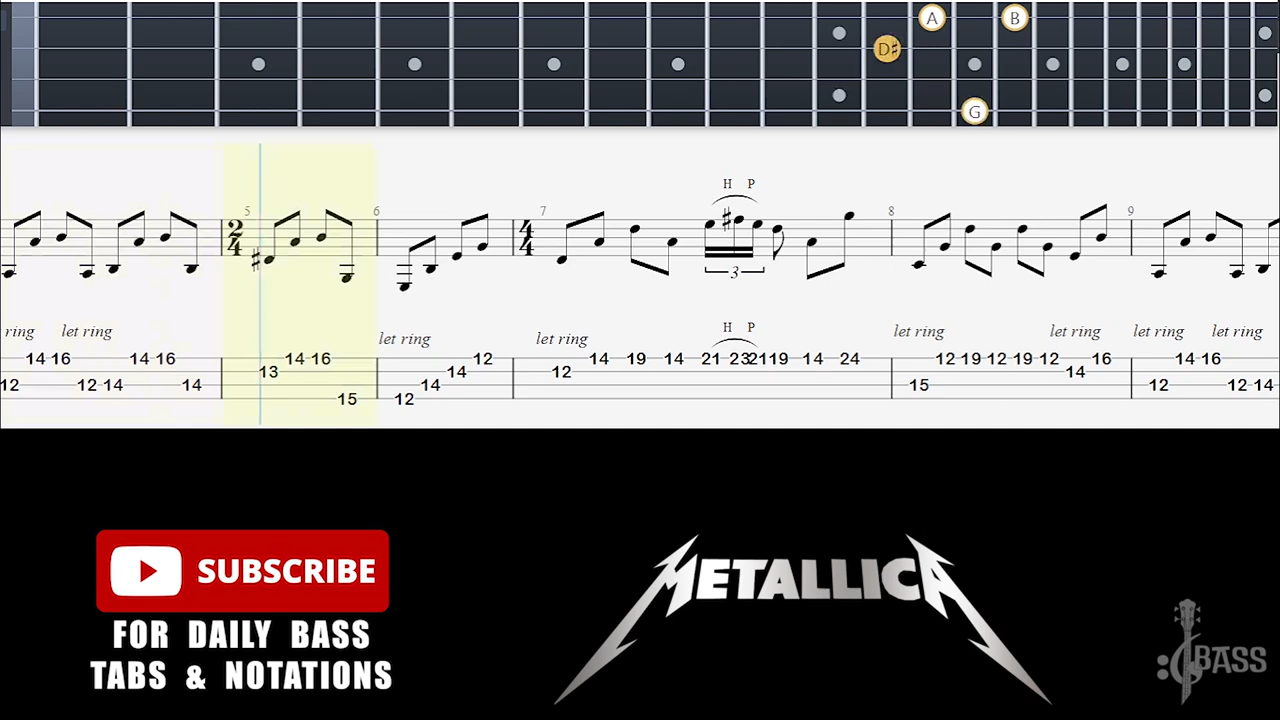 A B
D#
G
H P
5 6 7 8 9
2 4
4 4
3
ring let ring let ring let ring H P let ring let ring let ring let ring
14 16 14 16 14 16 12 14 19 14 21 23 21 19 14 24 12 19 12 19 12 16 14 16
13 14 12 14
12 12 14 14 14 15 12 12 14
15 12
SUBSCRIBE
FOR DAILY BASS
TABS & NOTATIONS
METALLICA
BASS